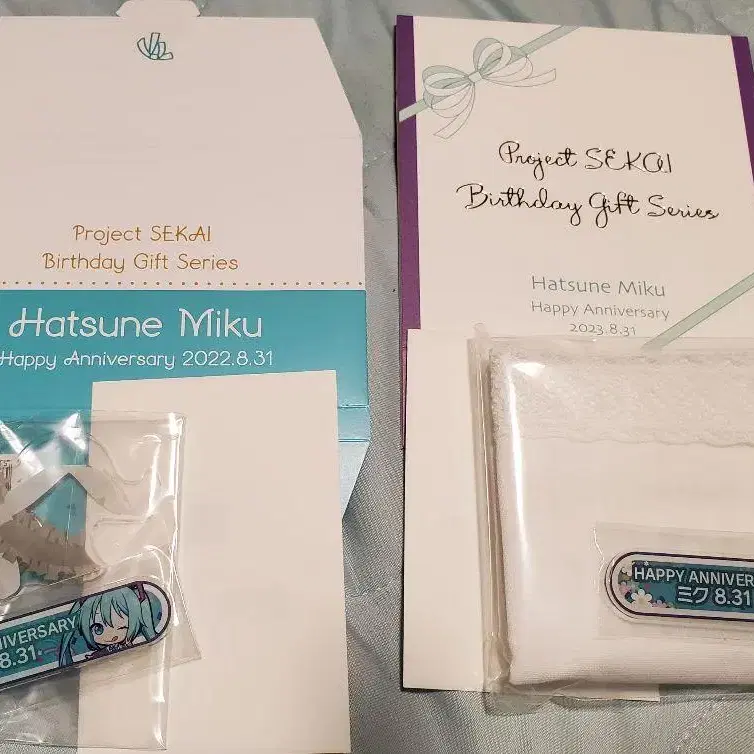 Project SEKAI
Birthday Gift Series
Hatsune Miku
Happy Anniversary 2022.8.31
8.31
Project SEKAI
Birthday Gift Series
Hatsune Miku
Happy Anniversary
2023.8.31
HAPPY ANNIVER
ミク 8.31